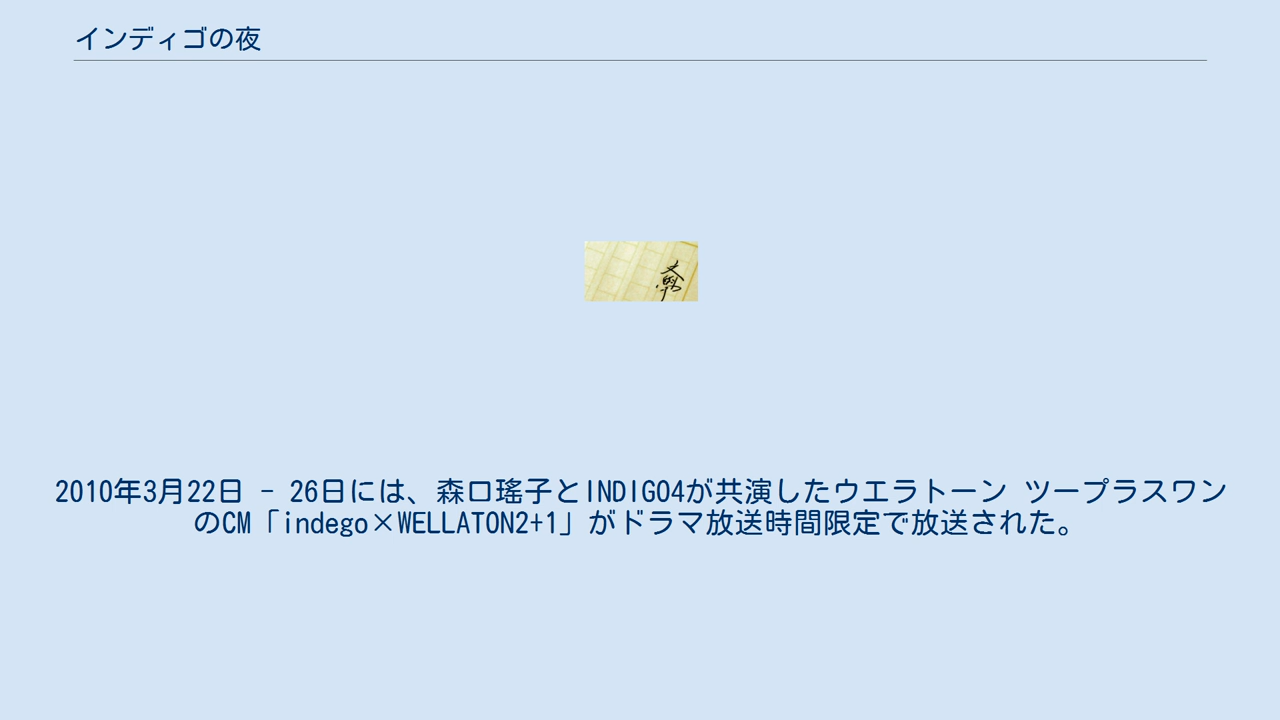 インディゴの夜
2010年3月22日 - 26日には、森口瑤子とINDIGO4が共演したウエラトーン ツープラスワン
のCM「indego×WELLATON2+1」がドラマ放送時間限定で放送された。